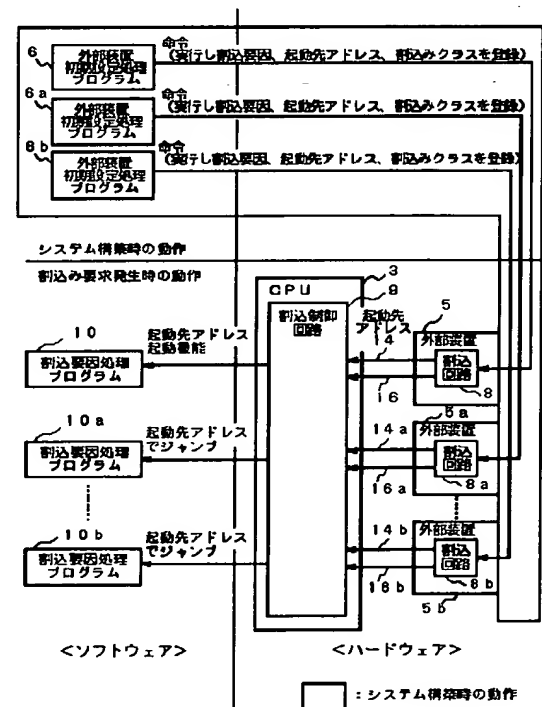 6
外部装置
初期設定処理
プログラム
命令
(実行し割込要因、起動先アドレス、割込みクラスを登録)
6a
外部装置
初期設定処理
プログラム
命令
(実行し割込要因、起動先アドレス、割込みクラスを登録)
6b
外部装置
初期設定処理
プログラム
命令
(実行し割込要因、起動先アドレス、割込みクラスを登録)
システム構築時の動作
割込み要求発生時の動作
3
CPU
9
割込制御
回路
起動先
アドレス
5
外部装置
14
割込
回路
16
8
10
割込要因処理
プログラム
起動先アドレス
起動機能
5a
外部装置
14a
割込
回路
16a
8a
10a
割込要因処理
プログラム
起動先アドレス
でジャンプ
外部装置
14b
割込
回路
16b
8b
5b
10b
割込要因処理
プログラム
起動先アドレス
でジャンプ
<ソフトウェア>
<ハードウェア>
:システム構築時の動作